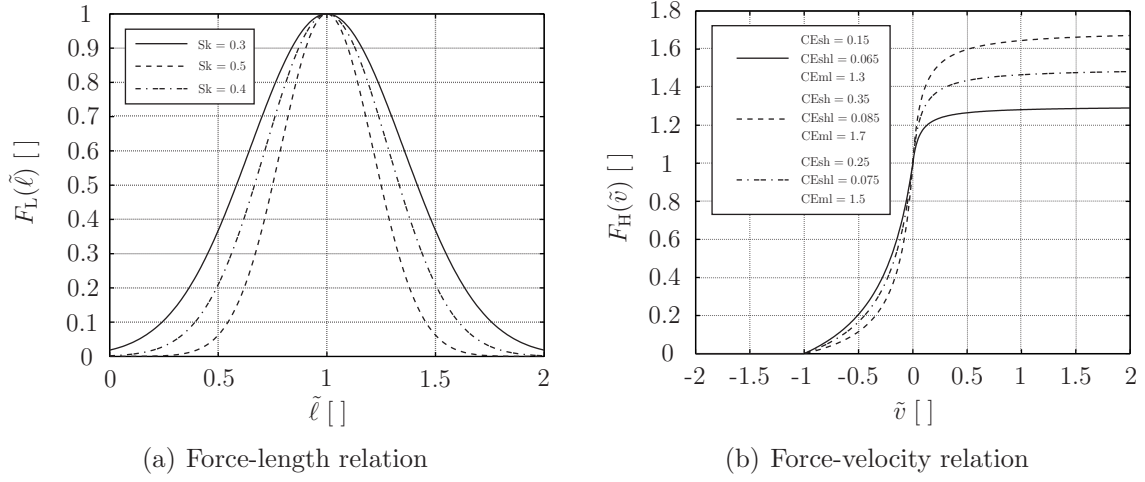 1
0.9
0.8
0.7
0.6
0.5
0.4
0.3
0.2
0.1
0
F_L(ℓ̃) [ ]
Sk = 0.3
Sk = 0.5
Sk = 0.4
0 0.5 1 1.5 2
ℓ̃ [ ]
(a) Force-length relation
1.8
1.6
1.4
1.2
1
0.8
0.6
0.4
0.2
0
F_H(ṽ) [ ]
CEsh = 0.15
CEshl = 0.065
CEml = 1.3
CEsh = 0.35
CEshl = 0.085
CEml = 1.7
CEsh = 0.25
CEshl = 0.075
CEml = 1.5
-2 -1.5 -1 -0.5 0 0.5 1 1.5 2
ṽ [ ]
(b) Force-velocity relation